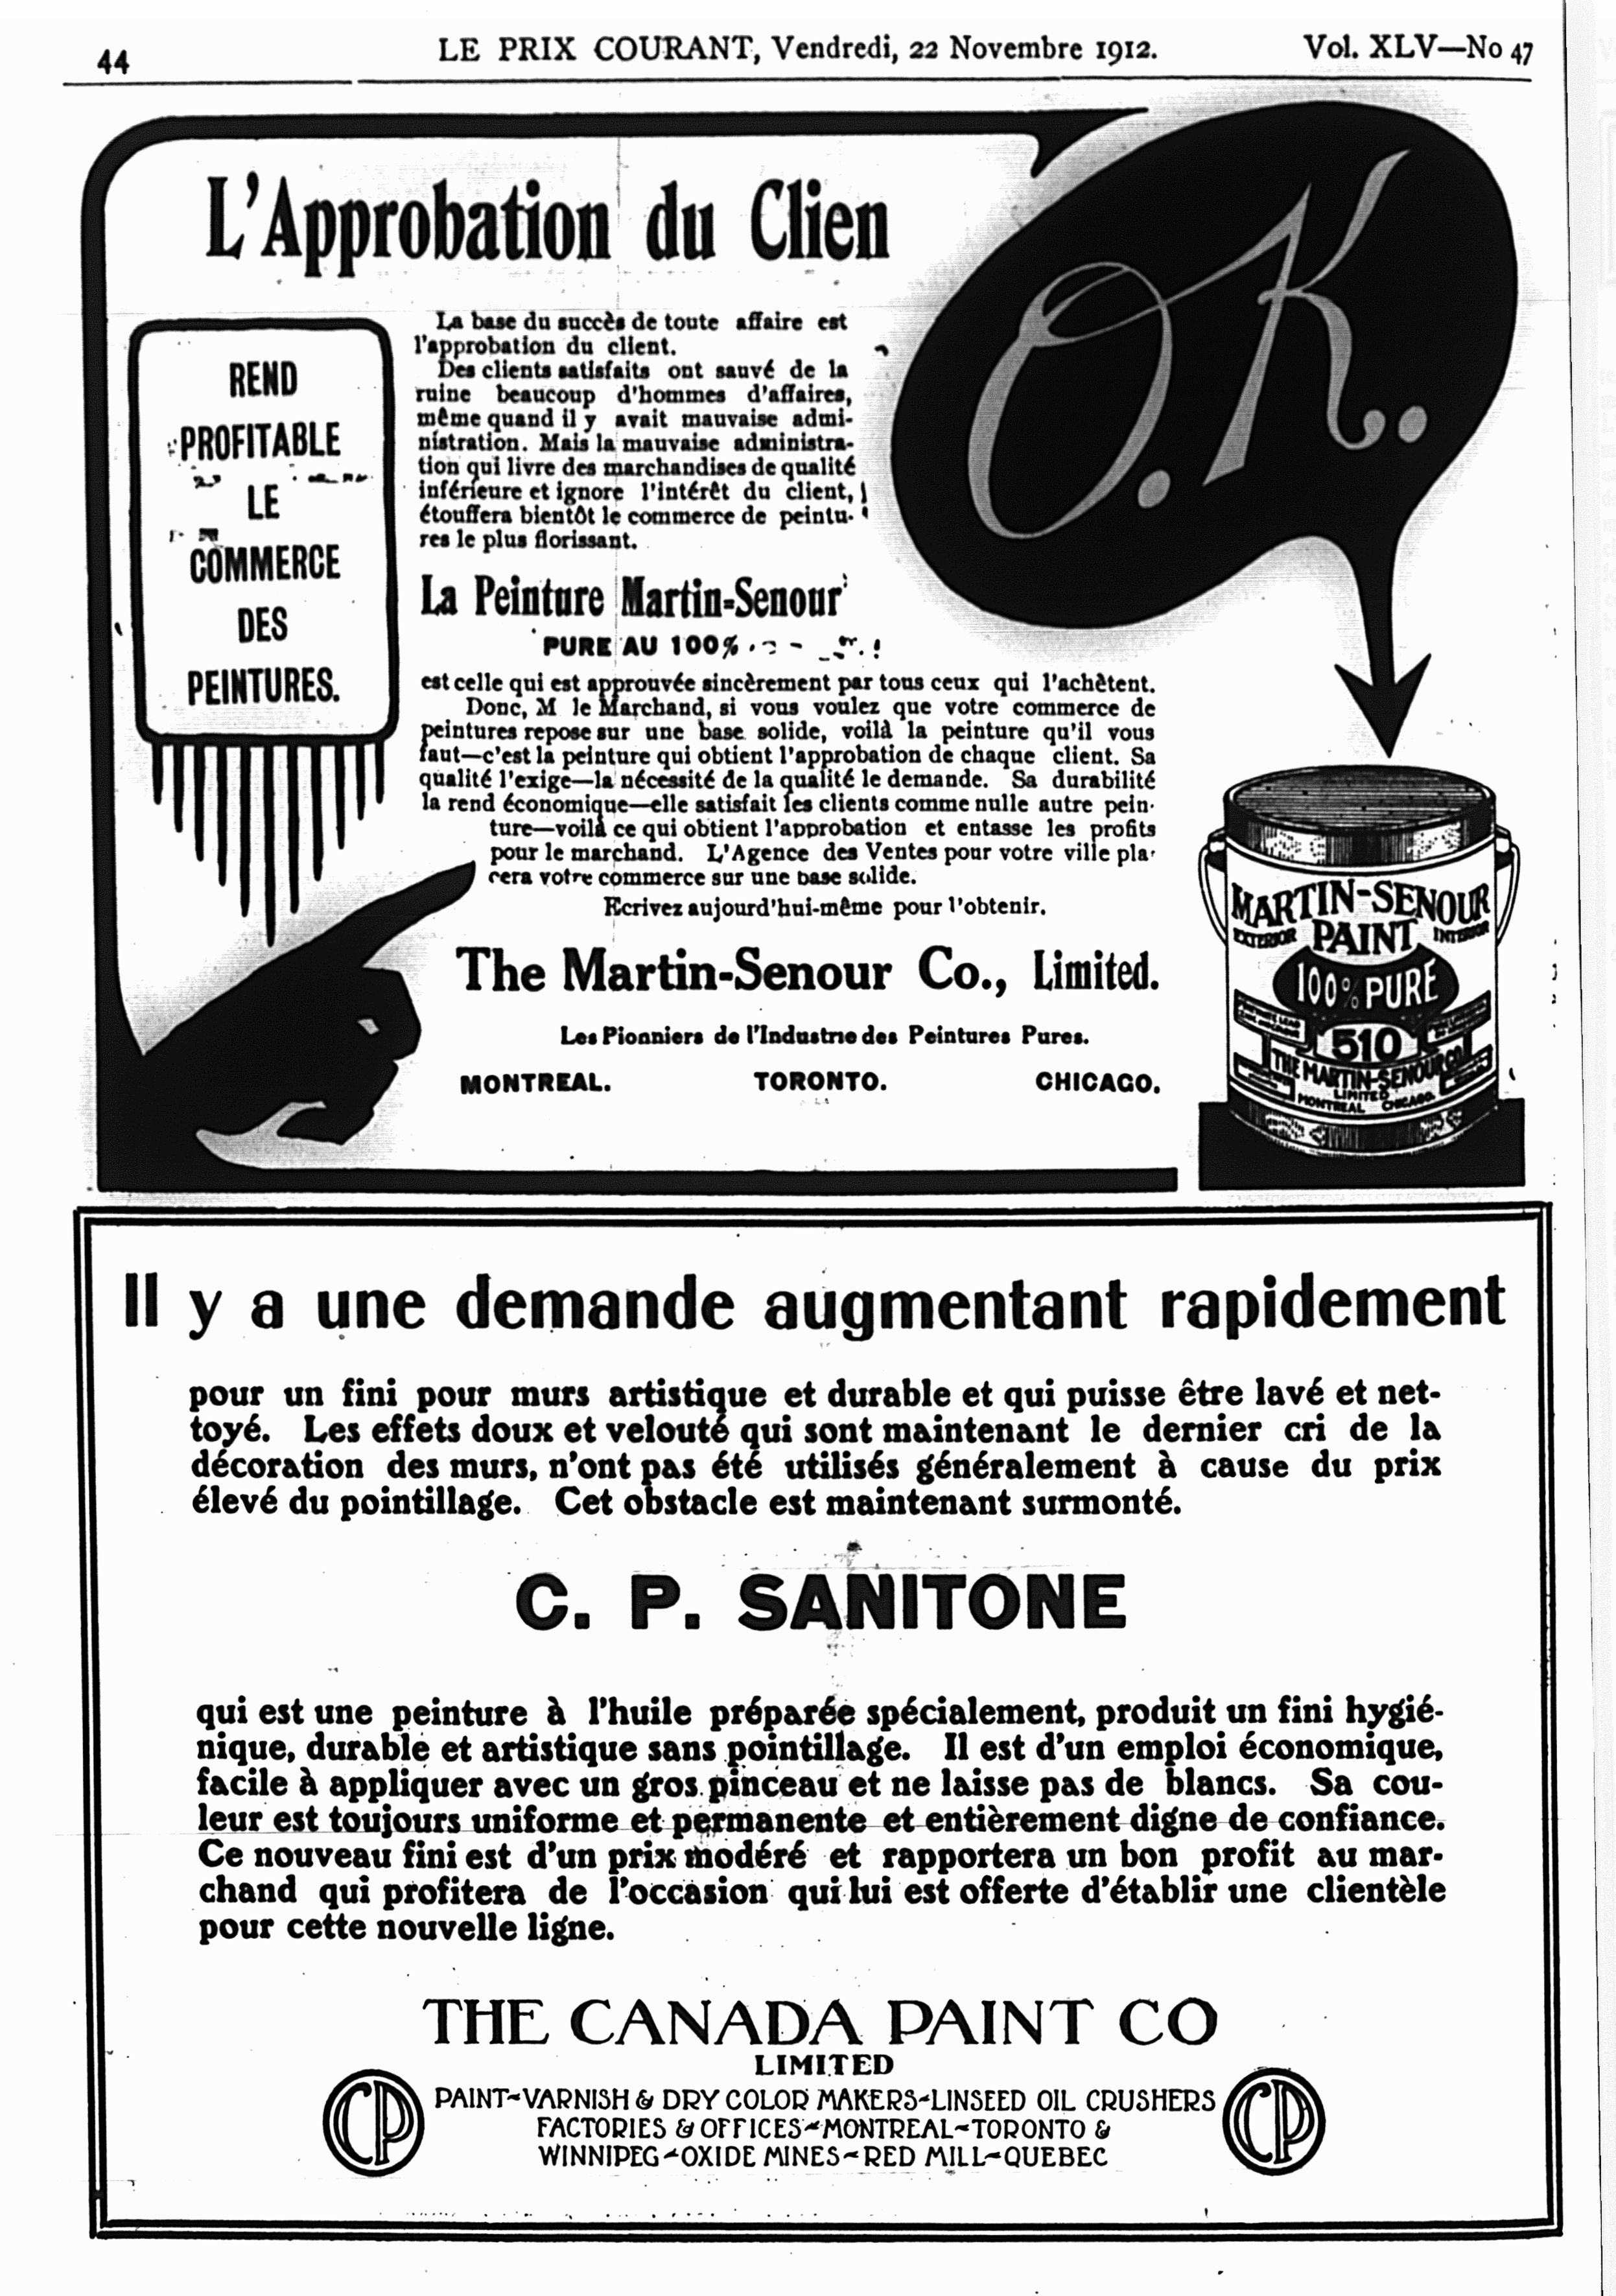 44
LE PRIX COURANT, Vendredi, 22 Novembre 1912.
Vol. XLV—No 47
L'Approbation du Clien
O.K.
REND
PROFITABLE
LE
COMMERCE
DES
PEINTURES.
La base du succès de toute affaire est
l'approbation du client.
Des clients satisfaits ont sauvé de la
ruine beaucoup d'hommes d'affaires,
même quand il y avait mauvaise admi-
nistration. Mais la mauvaise administra-
tion qui livre des marchandises de qualité
inférieure et ignore l'intérêt du client,
étouffera bientôt le commerce de peintu-
res le plus florissant.
La Peinture Martin-Senour
PURE AU 100%
est celle qui est approuvée sincèrement par tous ceux qui l'achètent.
Donc, M le Marchand, si vous voulez que votre commerce de
peintures repose sur une base solide, voilà la peinture qu'il vous
faut—c'est la peinture qui obtient l'approbation de chaque client. Sa
qualité l'exige—la nécessité de la qualité le demande. Sa durabilité
la rend économique—elle satisfait les clients comme nulle autre pein-
ture—voilà ce qui obtient l'approbation et entasse les profits
pour le marchand. L'Agence des Ventes pour votre ville pla-
cera votre commerce sur une base solide.
Ecrivez aujourd'hui-même pour l'obtenir.
The Martin-Senour Co., Limited.
Les Pionniers de l'Industrie des Peintures Pures.
MONTREAL. TORONTO. CHICAGO.
MARTIN-SENOUR
EXTERIOR PAINT INTERIOR
100% PURE
510
THE MARTIN-SENOUR CO.
LIMITED
MONTREAL CHICAGO.
Il y a une demande augmentant rapidement
pour un fini pour murs artistique et durable et qui puisse être lavé et net-
toyé. Les effets doux et velouté qui sont maintenant le dernier cri de la
décoration des murs, n'ont pas été utilisés généralement à cause du prix
élevé du pointillage. Cet obstacle est maintenant surmonté.
C. P. SANITONE
qui est une peinture à l'huile préparée spécialement, produit un fini hygié-
nique, durable et artistique sans pointillage. Il est d'un emploi économique,
facile à appliquer avec un gros pinceau et ne laisse pas de blancs. Sa cou-
leur est toujours uniforme et permanente et entièrement digne de confiance.
Ce nouveau fini est d'un prix modéré et rapportera un bon profit au mar-
chand qui profitera de l'occasion qui lui est offerte d'établir une clientèle
pour cette nouvelle ligne.
THE CANADA PAINT CO
LIMITED
CP
PAINT-VARNISH & DRY COLOR MAKERS-LINSEED OIL CRUSHERS
FACTORIES & OFFICES-MONTREAL-TORONTO &
WINNIPEG-OXIDE MINES-RED MILL-QUEBEC
CP